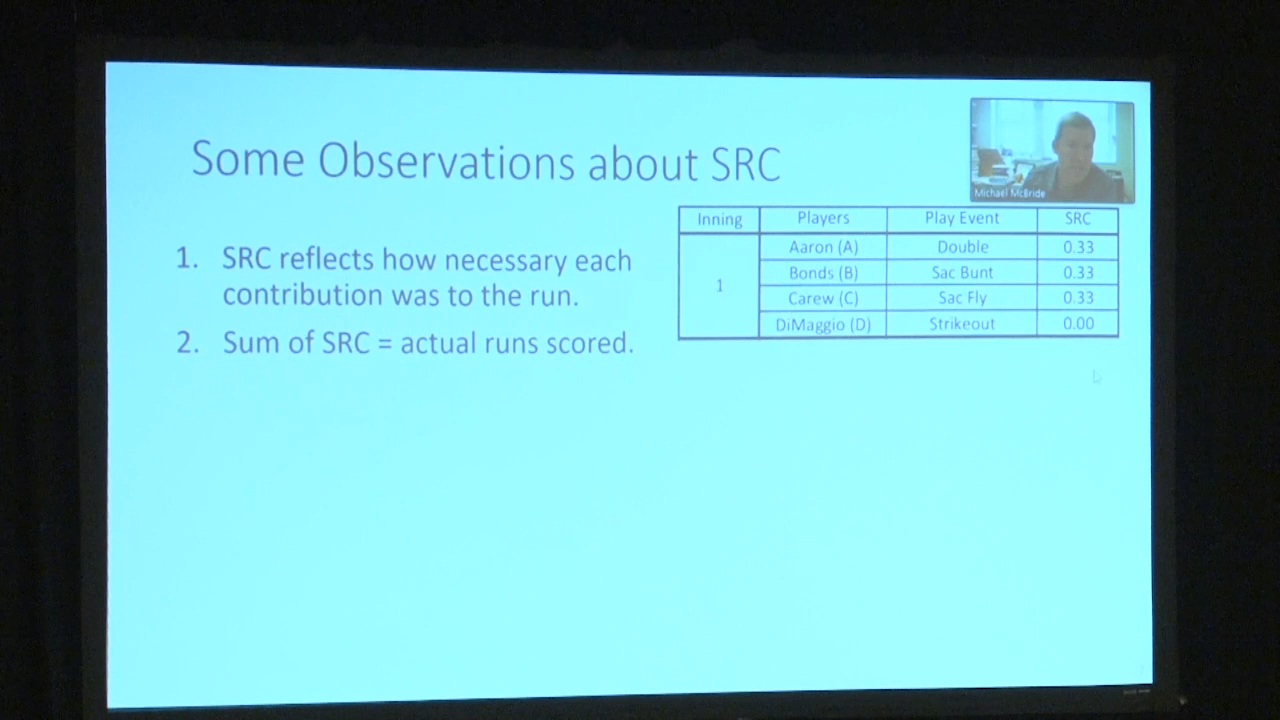 Some Observations about SRC
Michael McBride
1. SRC reflects how necessary each
contribution was to the run.
2. Sum of SRC = actual runs scored.
Inning Players Play Event SRC
1
Aaron (A) Double 0.33
Bonds (B) Sac Bunt 0.33
Carew (C) Sac Fly 0.33
DiMaggio (D) Strikeout 0.00